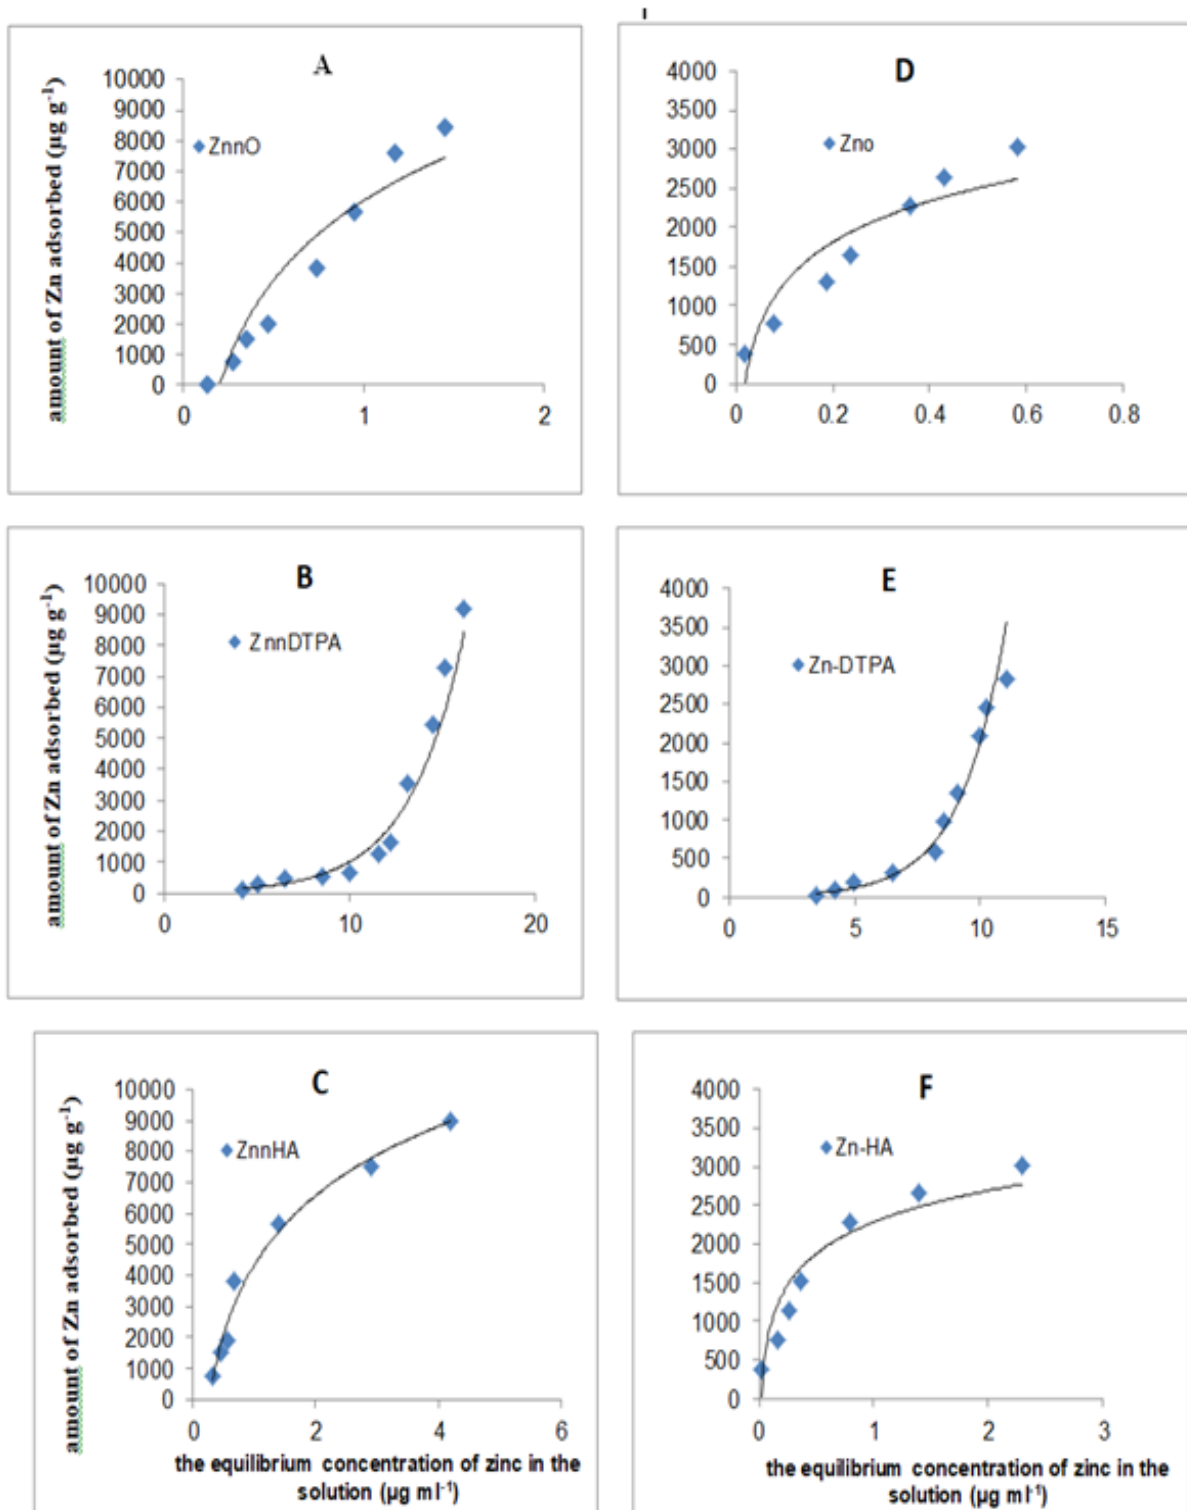 A
amount of Zn adsorbed (µg g⁻¹)
10000
9000
8000
7000
6000
5000
4000
3000
2000
1000
0
ZnnO
0 1 2
D
4000
3500
3000
2500
2000
1500
1000
500
0
Zno
0 0.2 0.4 0.6 0.8
B
amount of Zn adsorbed (µg g⁻¹)
10000
9000
8000
7000
6000
5000
4000
3000
2000
1000
0
ZnnDTPA
0 10 20
E
4000
3500
3000
2500
2000
1500
1000
500
0
Zn-DTPA
0 5 10 15
C
amount of Zn adsorbed (µg g⁻¹)
10000
9000
8000
7000
6000
5000
4000
3000
2000
1000
0
ZnnHA
0 2 4 6
the equilibrium concentration of zinc in the
solution (µg ml⁻¹)
F
4000
3500
3000
2500
2000
1500
1000
500
0
Zn-HA
0 1 2 3
the equilibrium concentration of zinc in the
solution (µg ml⁻¹)